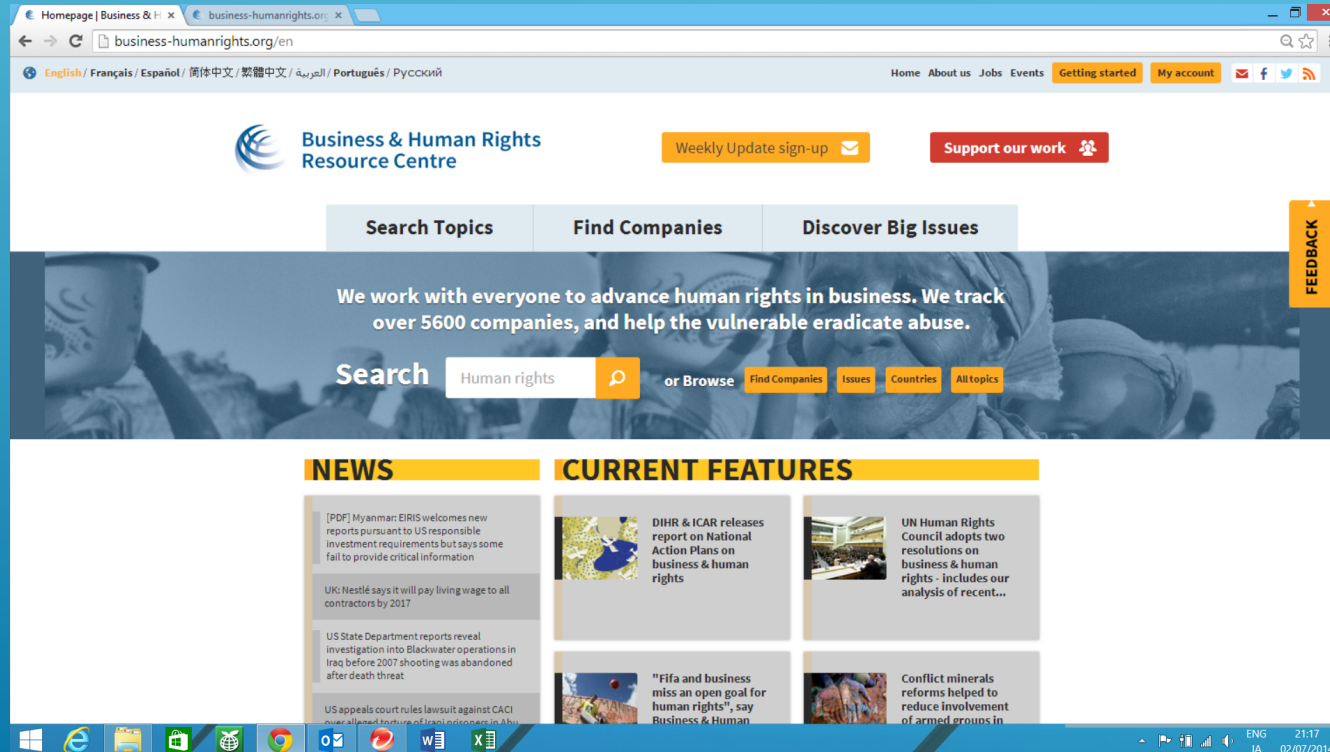 Homepage | Business & H
business-humanrights.org
business-humanrights.org/en
English / Français / Español / 简体中文 / 繁體中文 / العربية / Português / Русский
Home About us Jobs Events Getting started My account
Business & Human Rights
Resource Centre
Weekly Update sign-up
Support our work
Search Topics
Find Companies
Discover Big Issues
FEEDBACK
We work with everyone to advance human rights in business. We track
over 5600 companies, and help the vulnerable eradicate abuse.
Search
Human rights
or Browse Find Companies Issues Countries All topics
NEWS
[PDF] Myanmar: EIRIS welcomes new
reports pursuant to US responsible
investment requirements but says some
fail to provide critical information
UK: Nestlé says it will pay living wage to all
contractors by 2017
US State Department reports reveal
investigation into Blackwater operations in
Iraq before 2007 shooting was abandoned
after death threat
US appeals court rules lawsuit against CACI
over alleged torture of Iraqi prisoners in Abu
CURRENT FEATURES
DIHR & ICAR releases
report on National
Action Plans on
business & human
rights
UN Human Rights
Council adopts two
resolutions on
business & human
rights - includes our
analysis of recent...
"Fifa and business
miss an open goal for
human rights", say
Business & Human
Conflict minerals
reforms helped to
reduce involvement
of armed groups in
ENG
IA
21:17
02/07/201